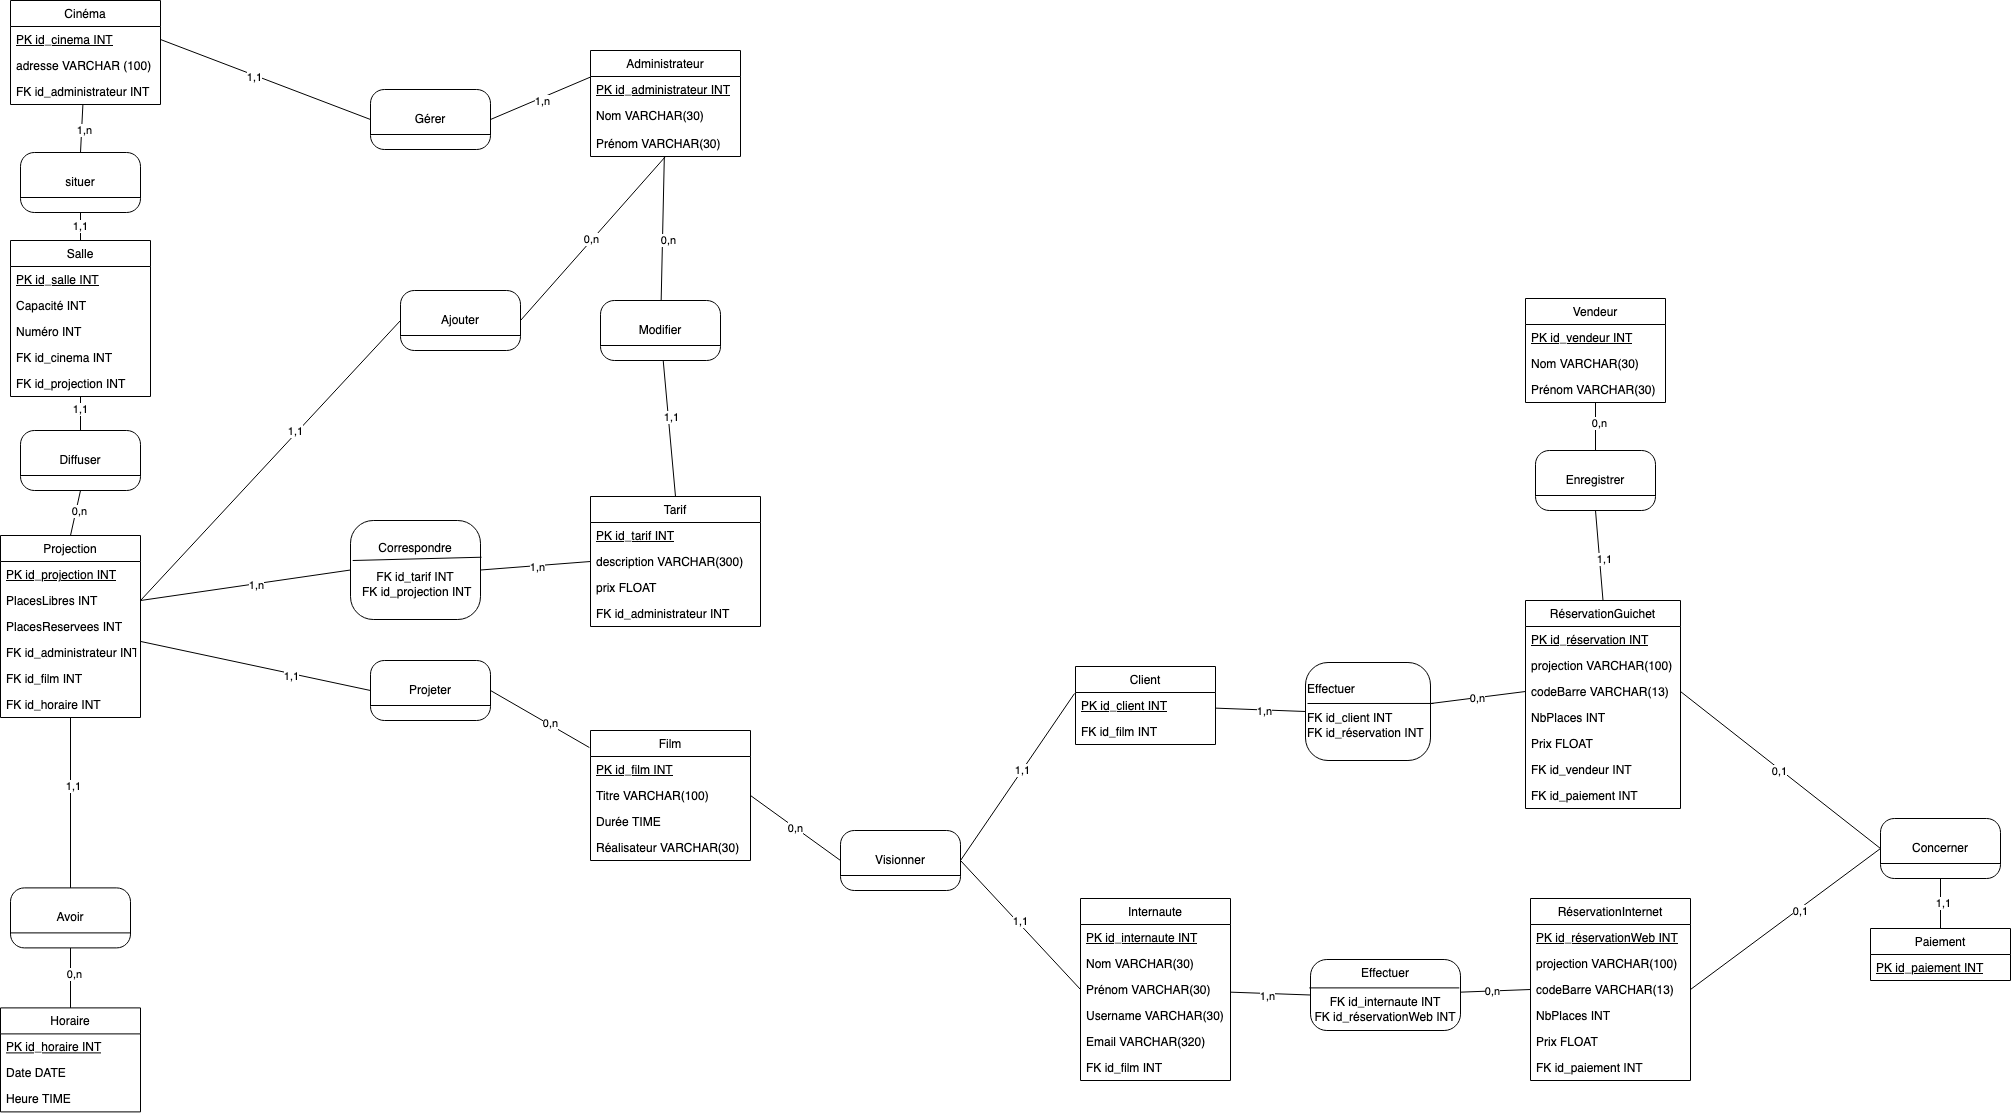 Cinéma
PK id_cinema INT
adresse VARCHAR (100)
FK id_administrateur INT
1,1
Gérer
1,n
Administrateur
PK id_administrateur INT
Nom VARCHAR(30)
Prénom VARCHAR(30)
1,n
situer
1,1
Salle
PK id_salle INT
Capacité INT
Numéro INT
FK id_cinema INT
FK id_projection INT
1,1
Diffuser
0,n
0,n
Ajouter
1,1
0,n
Modifier
1,1
Projection
PK id_projection INT
PlacesLibres INT
PlacesReservees INT
FK id_administrateur INT
FK id_film INT
FK id_horaire INT
1,n
Correspondre
FK id_tarif INT
FK id_projection INT
1,n
Tarif
PK id_tarif INT
description VARCHAR(300)
prix FLOAT
FK id_administrateur INT
1,1
Projeter
0,n
Film
PK id_film INT
Titre VARCHAR(100)
Durée TIME
Réalisateur VARCHAR(30)
1,1
Avoir
0,n
Horaire
PK id_horaire INT
Date DATE
Heure TIME
0,n
Visionner
1,1
1,1
Client
PK id_client INT
FK id_film INT
1,n
Effectuer
FK id_client INT
FK id_réservation INT
0,n
Vendeur
PK id_vendeur INT
Nom VARCHAR(30)
Prénom VARCHAR(30)
0,n
Enregistrer
1,1
RéservationGuichet
PK id_réservation INT
projection VARCHAR(100)
codeBarre VARCHAR(13)
NbPlaces INT
Prix FLOAT
FK id_vendeur INT
FK id_paiement INT
0,1
Concerner
0,1
1,1
Paiement
PK id_paiement INT
Internaute
PK id_internaute INT
Nom VARCHAR(30)
Prénom VARCHAR(30)
Username VARCHAR(30)
Email VARCHAR(320)
FK id_film INT
1,n
Effectuer
FK id_internaute INT
FK id_réservationWeb INT
0,n
RéservationInternet
PK id_réservationWeb INT
projection VARCHAR(100)
codeBarre VARCHAR(13)
NbPlaces INT
Prix FLOAT
FK id_paiement INT